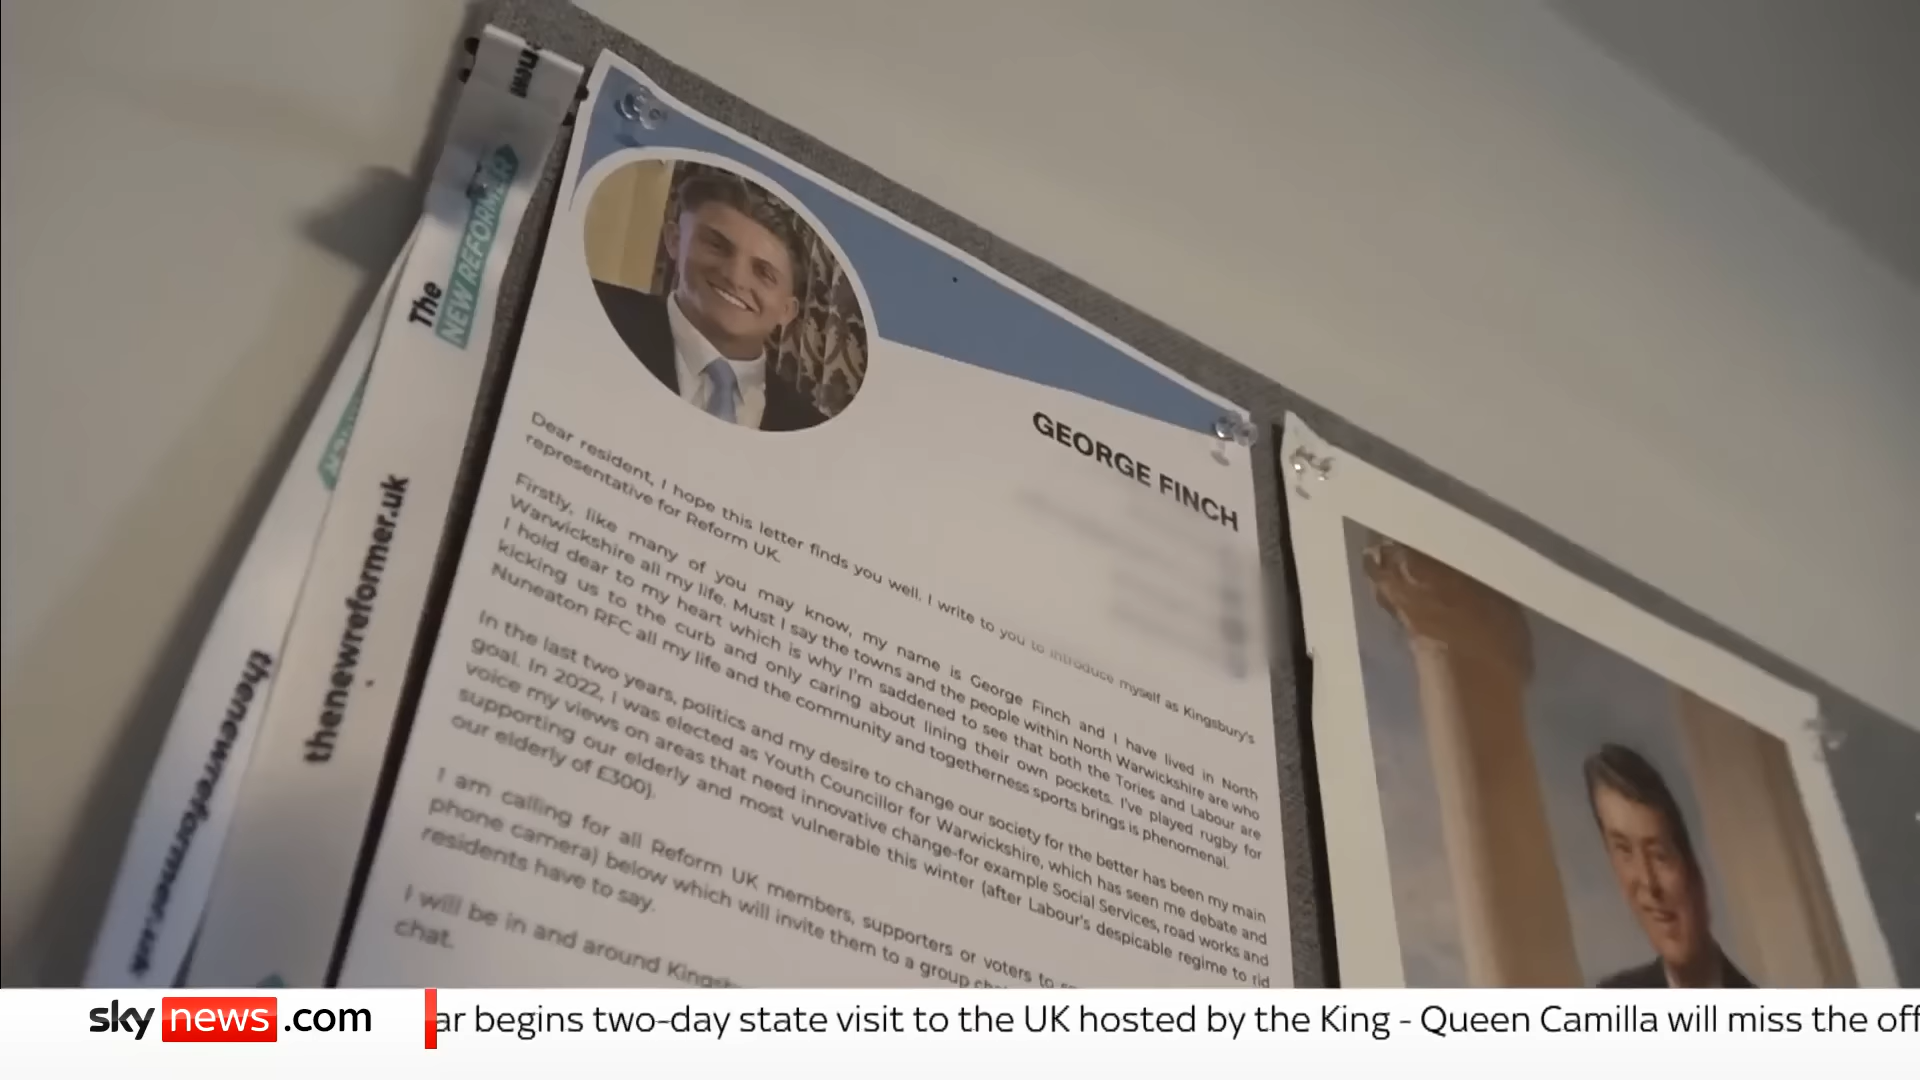 The
NEW REFORMER
thenewreformer.uk
thenewreformer.uk
GEORGE FINCH
Dear resident, I hope this letter finds you well. I write to you to introduce myself as Kingsbury's
representative for Reform UK.
Firstly, like many of you may know, my name is George Finch and I have lived in North
Warwickshire all my life. Must I say the towns and the people within North Warwickshire are who
I hold dear to my heart which is why I'm saddened to see that both the Tories and Labour are
kicking us to the curb and only caring about lining their own pockets. I've played rugby for
Nuneaton RFC all my life and the community and togetherness sports brings is phenomenal.
In the last two years, politics and my desire to change our society for the better has been my main
goal. In 2022, I was elected as Youth Councillor for Warwickshire, which has seen me debate and
voice my views on areas that need innovative change-for example Social Services, road works and
supporting our elderly and most vulnerable this winter (after Labour's despicable regime to rid
our elderly of £300).
I am calling for all Reform UK members, supporters or voters to
phone camera) below which will invite them to a group
residents have to say.
I will be in and around
chat.
sky news .com
ar begins two-day state visit to the UK hosted by the King - Queen Camilla will miss the off